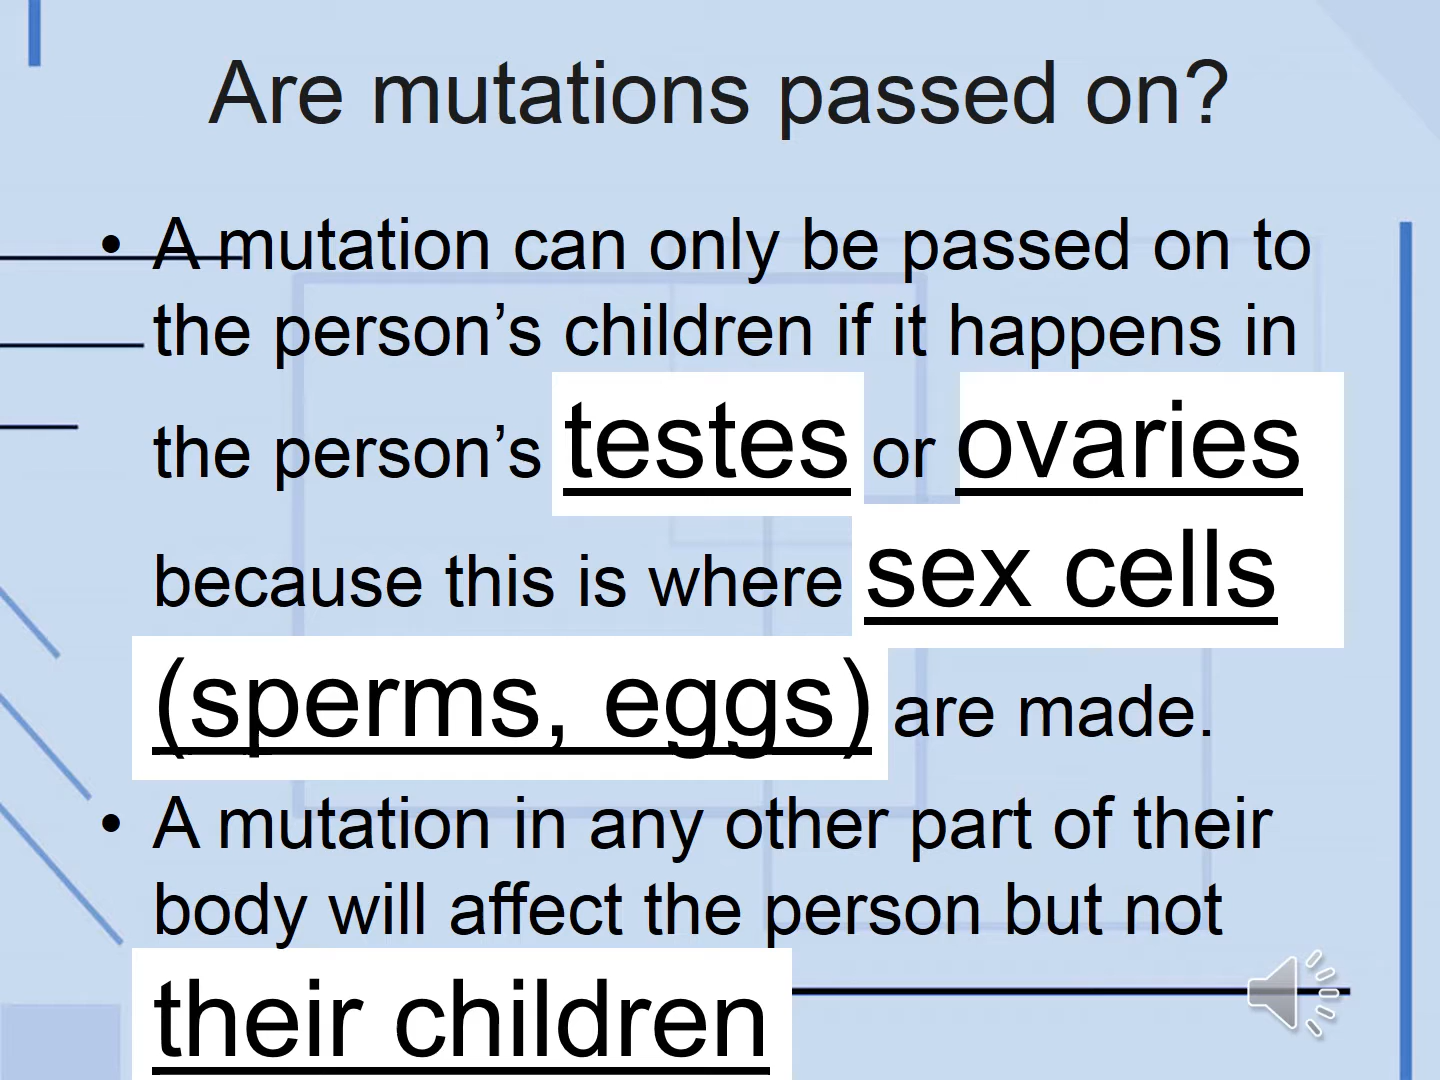 Are mutations passed on?
• A mutation can only be passed on to
the person’s children if it happens in
the person’s testes or ovaries
because this is where sex cells
(sperms, eggs) are made.
• A mutation in any other part of their
body will affect the person but not
their children